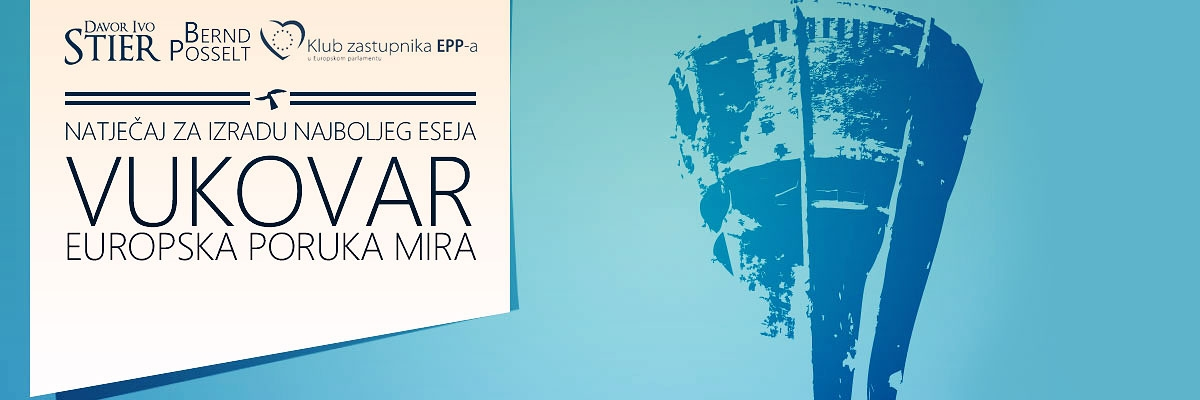 DAVOR IVO
STIER
BERND
POSSELT
Klub zastupnika EPP-a
u Europskom parlamentu
NATJEČAJ ZA IZRADU NAJBOLJEG ESEJA
VUKOVAR
EUROPSKA PORUKA MIRA